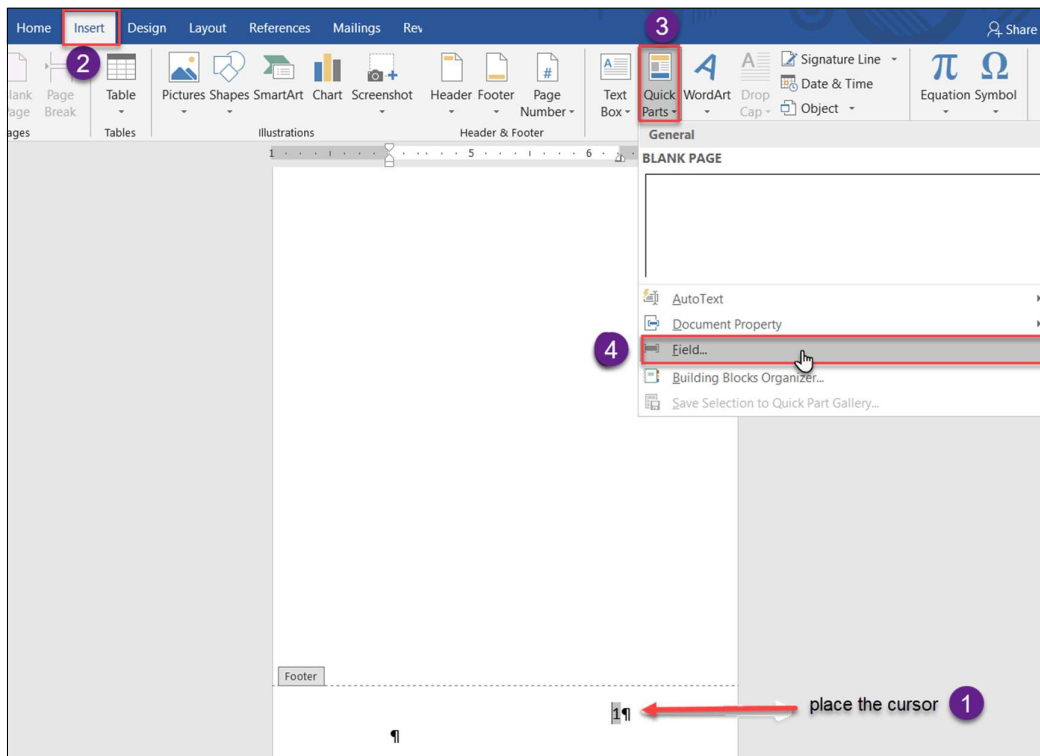 Home Insert Design Layout References Mailings Rev Share
3
2
lank Page Table Pictures Shapes SmartArt Chart Screenshot Header Footer Page Text Quick WordArt Drop Signature Line Equation Symbol
age Break Number Box Parts Cap Date & Time
Object
ages Tables Illustrations Header & Footer
General
1 5 6
BLANK PAGE
AutoText
Document Property
4 Field...
Building Blocks Organizer...
Save Selection to Quick Part Gallery...
Footer
1¶ place the cursor 1
¶